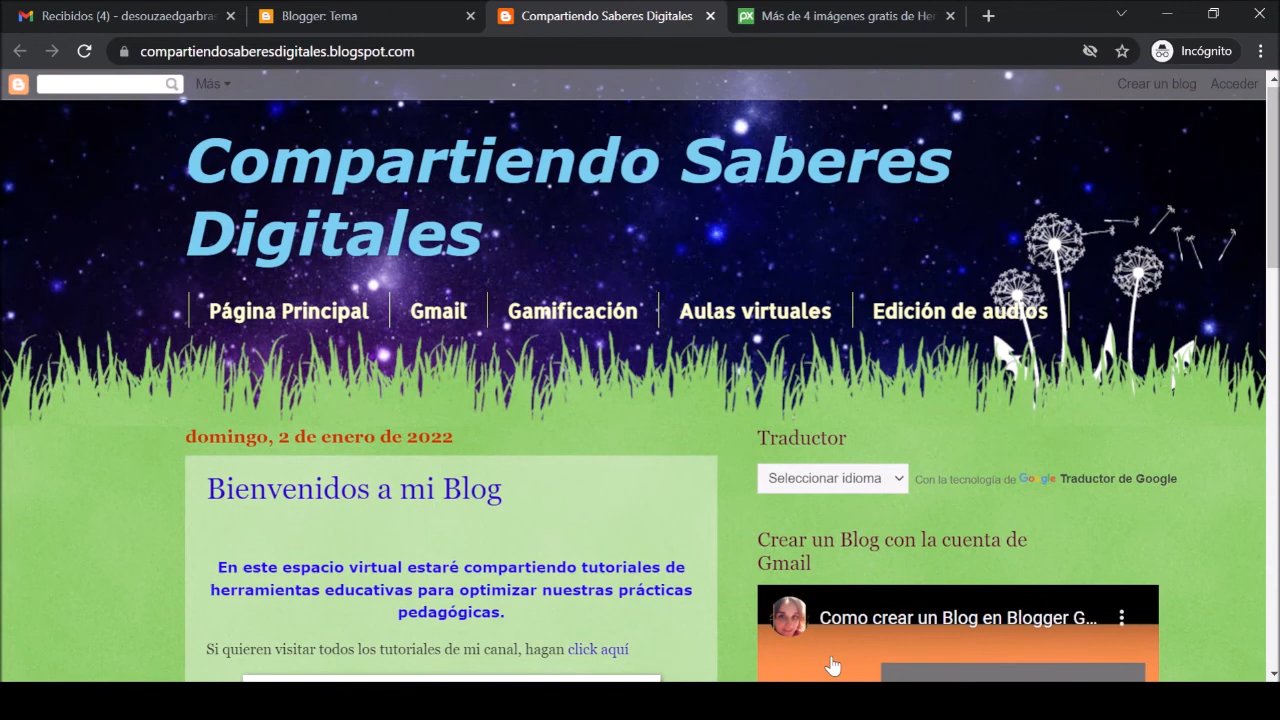 Recibidos (4) - desouzaedgarbras
Blogger: Tema
Compartiendo Saberes Digitales
Más de 4 imágenes gratis de Her
compartiendosaberesdigitales.blogspot.com
Incógnito
Más
Crear un blog
Acceder
Compartiendo Saberes
Digitales
Página Principal
Gmail
Gamificación
Aulas virtuales
Edición de audios
domingo, 2 de enero de 2022
Bienvenidos a mi Blog
En este espacio virtual estaré compartiendo tutoriales de
herramientas educativas para optimizar nuestras prácticas
pedagógicas.
Si quieren visitar todos los tutoriales de mi canal, hagan click aquí
Traductor
Seleccionar idioma
Con la tecnología de Google Traductor de Google
Crear un Blog con la cuenta de
Gmail
Como crear un Blog en Blogger G...